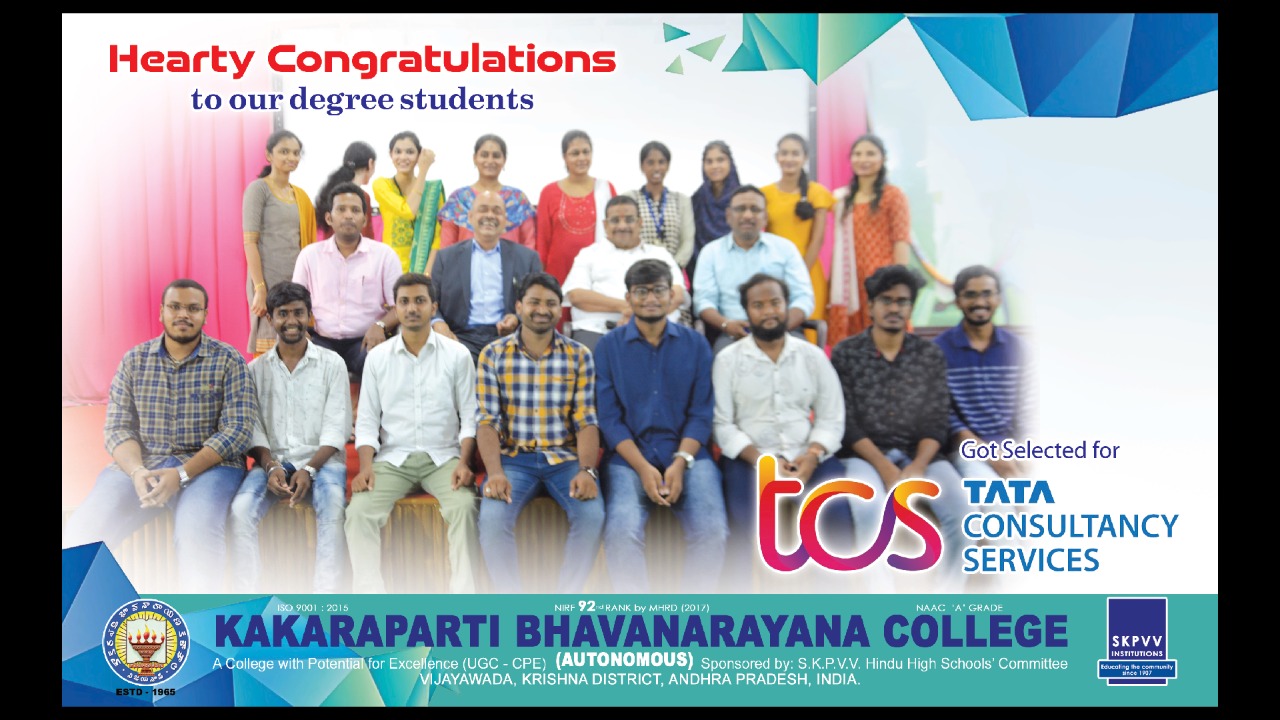 Hearty Congratulations
to our degree students
Got Selected for
tcs
TATA
CONSULTANCY
SERVICES
ISO 9001 : 2015
NIRF 92nd RANK by MHRD (2017)
NAAC "A" GRADE
KAKARAPARTI BHAVANARAYANA COLLEGE
A College with Potential for Excellence (UGC - CPE) (AUTONOMOUS) Sponsored by: S.K.P.V.V. Hindu High Schools' Committee
VIJAYAWADA, KRISHNA DISTRICT, ANDHRA PRADESH, INDIA.
ESTD - 1965
SKPVV
INSTITUTIONS
Educating the community
since 1907